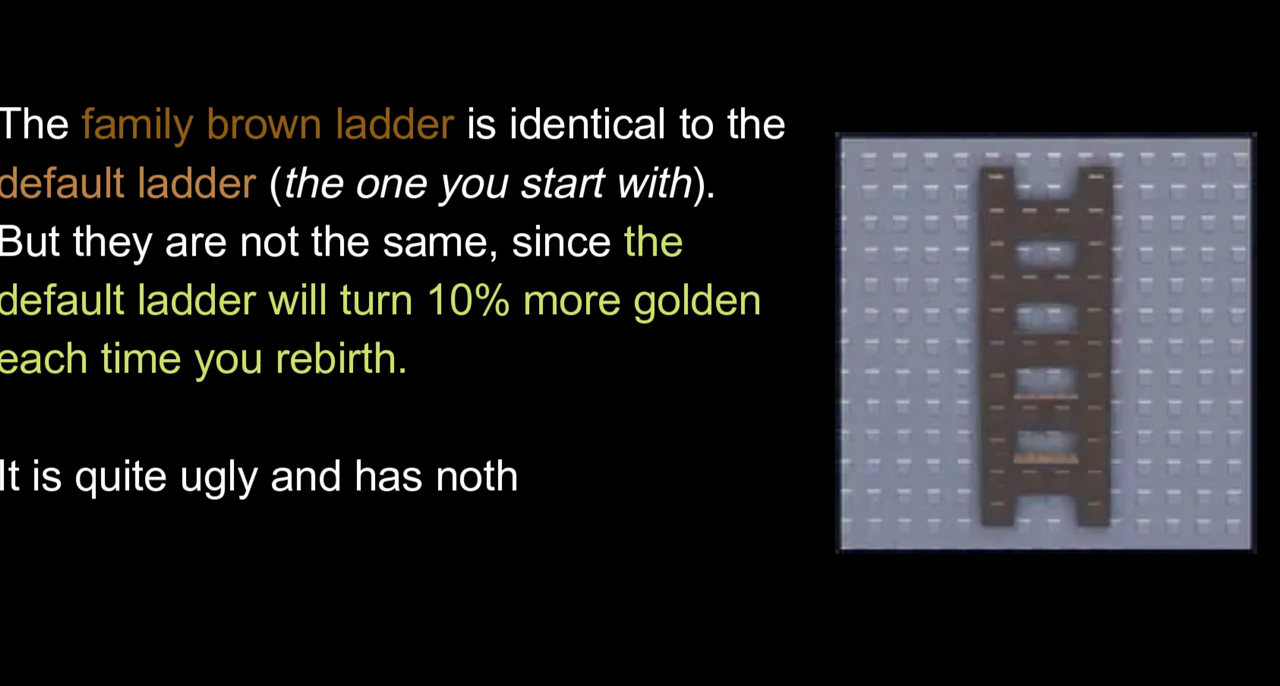 The family brown ladder is identical to the
default ladder (the one you start with).
But they are not the same, since the
default ladder will turn 10% more golden
each time you rebirth.
It is quite ugly and has noth